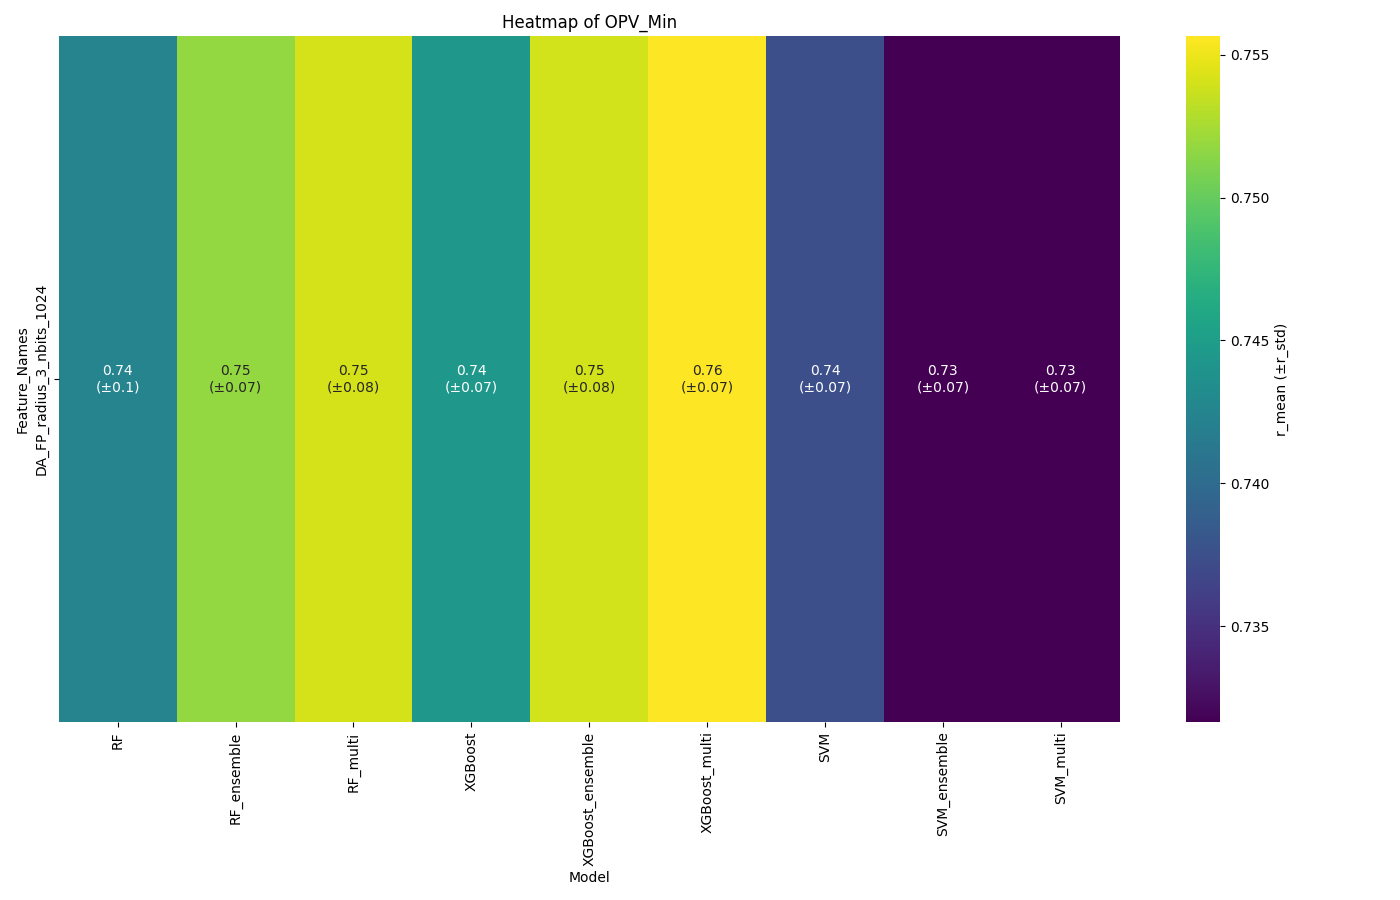 Heatmap of OPV_Min
Feature_Names
DA_FP_radius_3_nbits_1024
0.74
(±0.1)
0.75
(±0.07)
0.75
(±0.08)
0.74
(±0.07)
0.75
(±0.08)
0.76
(±0.07)
0.74
(±0.07)
0.73
(±0.07)
0.73
(±0.07)
RF
RF_ensemble
RF_multi
XGBoost
XGBoost_ensemble
XGBoost_multi
SVM
SVM_ensemble
SVM_multi
Model
0.755
0.750
0.745
0.740
0.735
r_mean (±r_std)